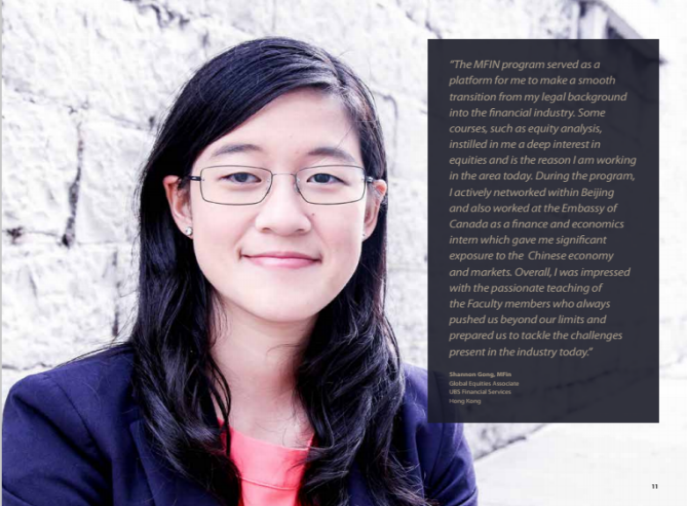 “The MFIN program served as a
platform for me to make a smooth
transition from my legal background
into the financial industry. Some
courses, such as equity analysis,
instilled in me a deep interest in
equities and is the reason I am working
in the area today. During the program,
I actively networked within Beijing
and also worked at the Embassy of
Canada as a finance and economics
intern which gave me significant
exposure to the Chinese economy
and markets. Overall, I was impressed
with the passionate teaching of
the Faculty members who always
pushed us beyond our limits and
prepared us to tackle the challenges
present in the industry today.”
Shannon Gong, MFin
Global Equities Associate
UBS Financial Services
Hong Kong
11